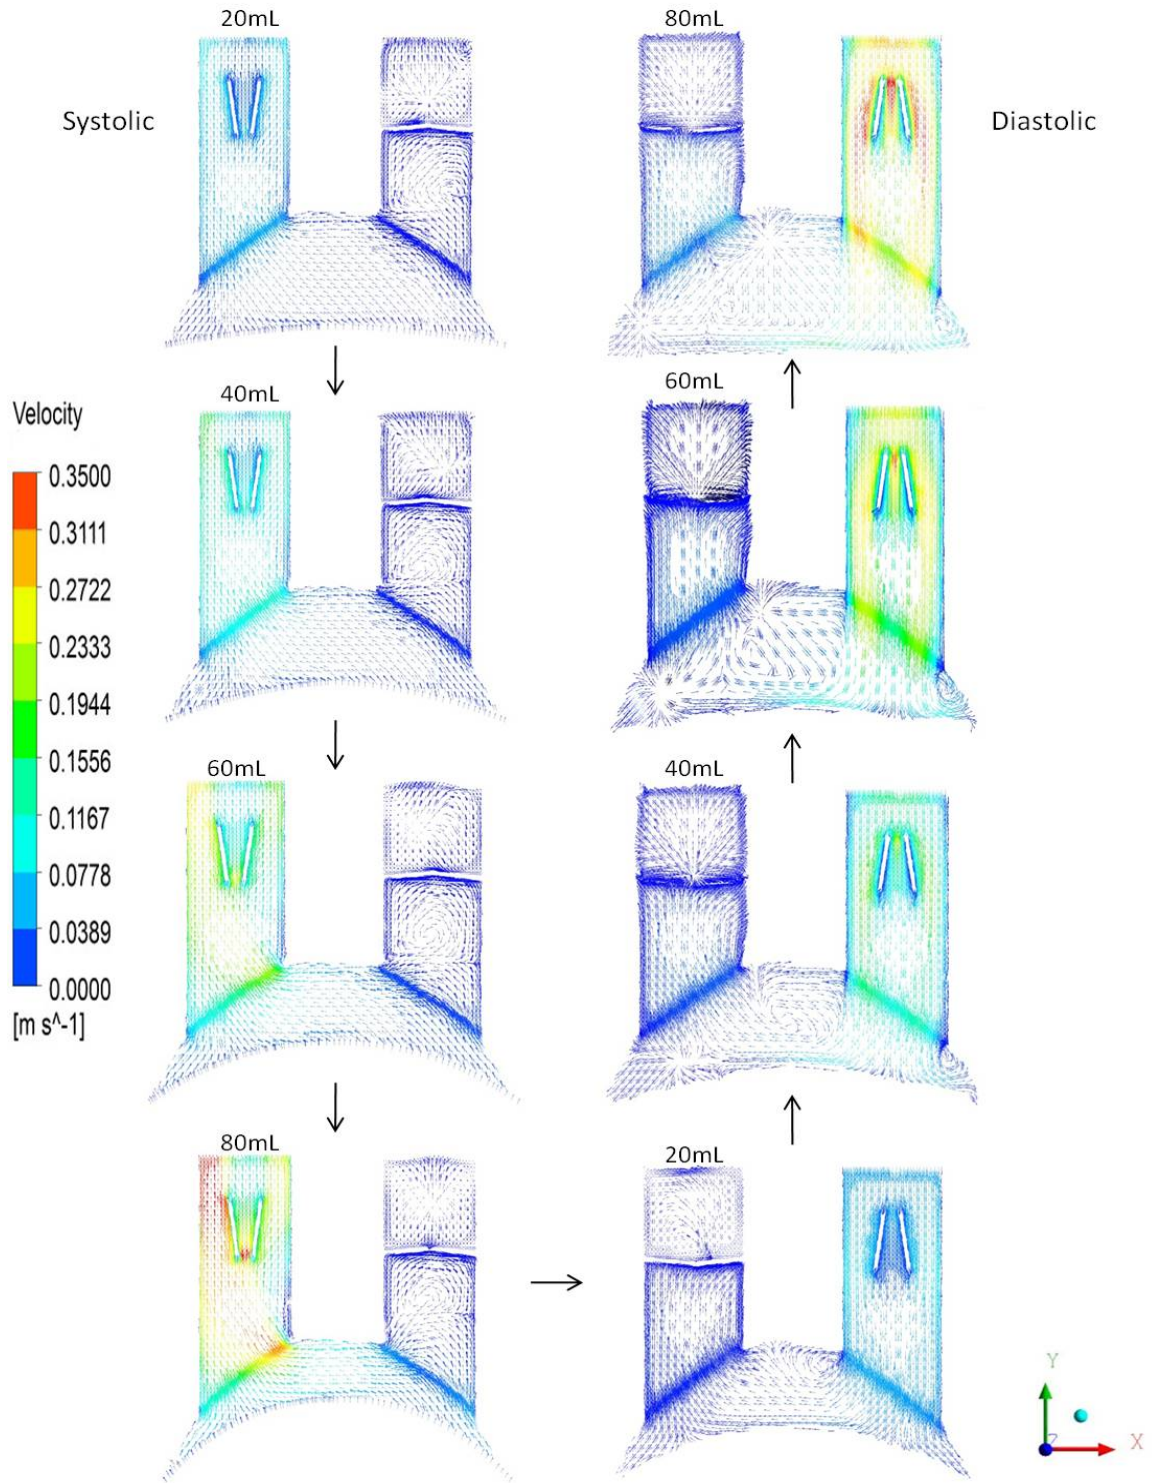 20mL
80mL
Systolic
Diastolic
40mL
60mL
Velocity
0.3500
0.3111
0.2722
0.2333
0.1944
0.1556
0.1167
0.0778
0.0389
0.0000
[m s^-1]
60mL
40mL
80mL
20mL
Y
Z
X